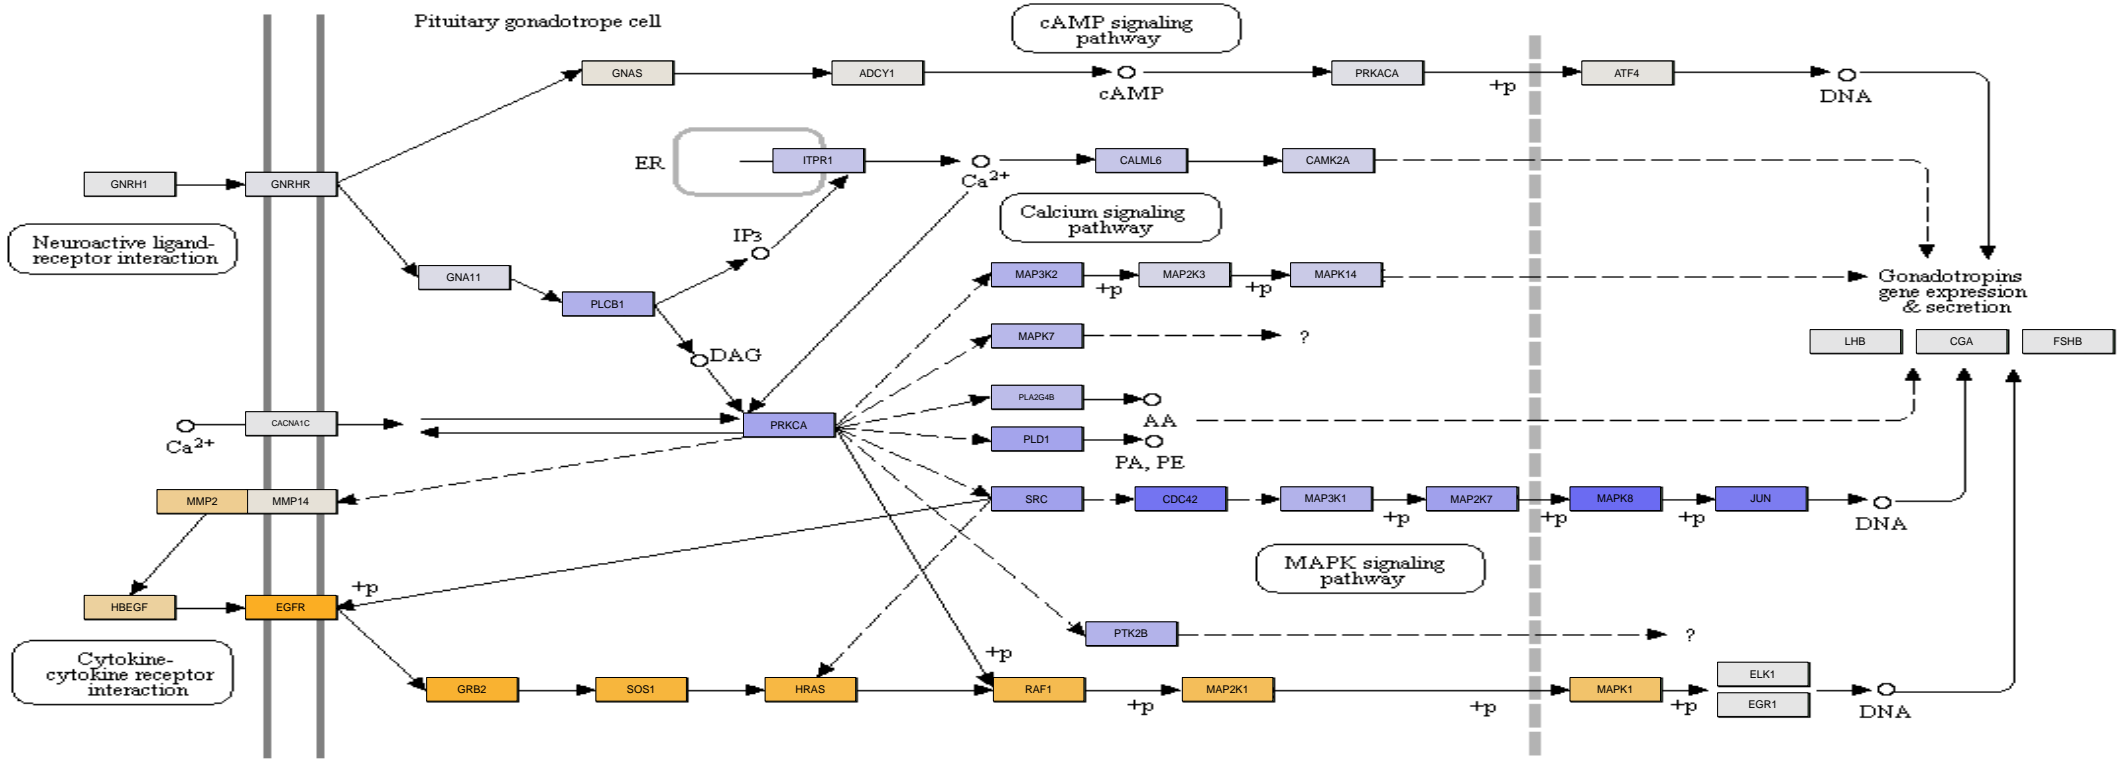 Pituitary gonadotrope cell
cAMP signaling
pathway
GNAS
ADCY1
cAMP
PRKACA
+p
ATF4
DNA
ER
ITPR1
Ca2+
CALML6
CAMK2A
GNRH1
GNRHR
Neuroactive ligand-
receptor interaction
IP3
Calcium signaling
pathway
GNA11
PLCB1
MAP3K2
+p
MAP2K3
+p
MAPK14
Gonadotropins
gene expression
& secretion
MAPK7
?
LHB
CGA
FSHB
DAG
PLA2G4B
AA
Ca2+
CACNA1C
PRKCA
PLD1
PA, PE
MMP2
MMP14
SRC
CDC42
MAP3K1
+p
MAP2K7
+p
MAPK8
+p
JUN
DNA
MAPK signaling
pathway
HBEGF
+p
EGFR
PTK2B
?
Cytokine-
cytokine receptor
interaction
+p
GRB2
SOS1
HRAS
RAF1
+p
MAP2K1
+p
MAPK1
+p
ELK1
EGR1
DNA